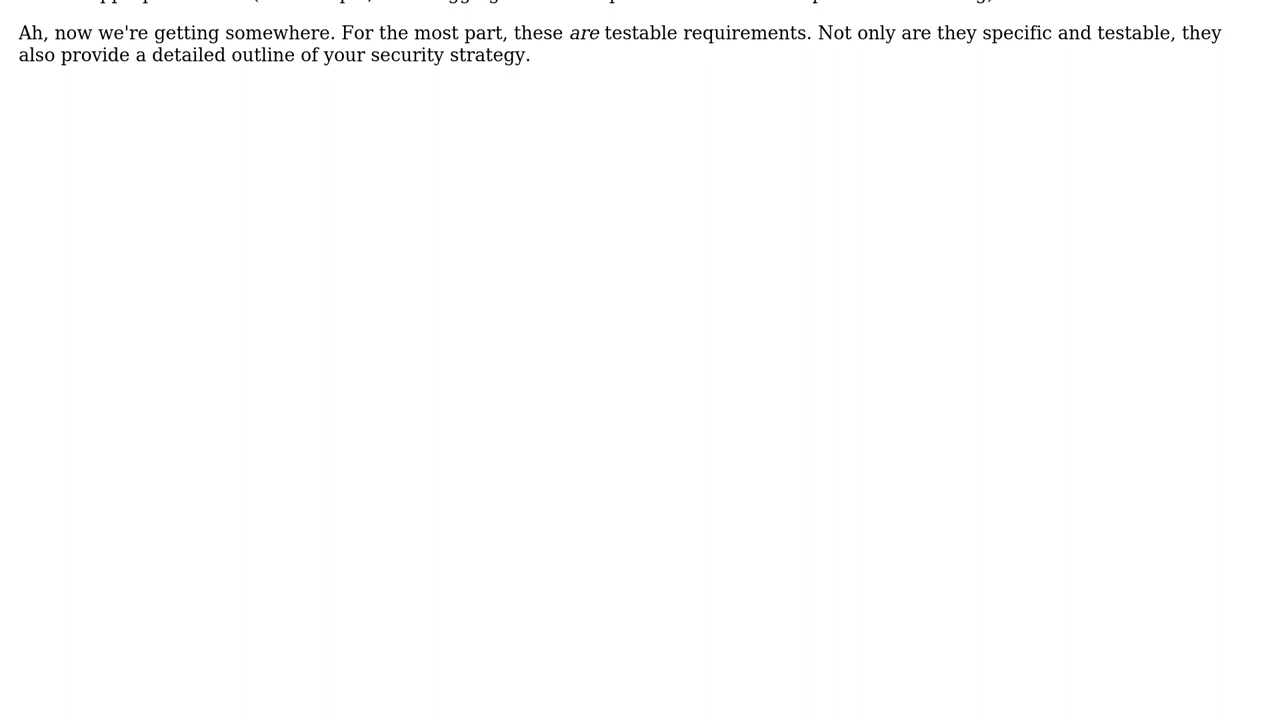 Ah, now we're getting somewhere. For the most part, these are testable requirements. Not only are they specific and testable, they
also provide a detailed outline of your security strategy.